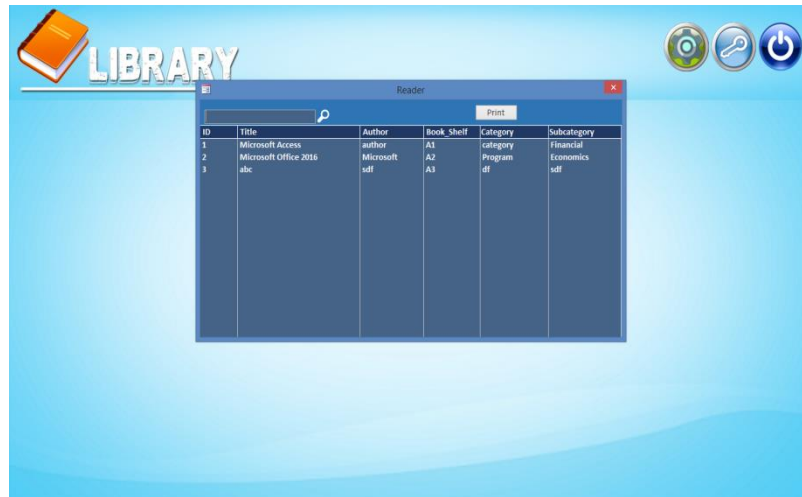 LIBRARY
Reader
Print
ID Title Author Book_Shelf Category Subcategory
1 Microsoft Access author A1 category Financial
2 Microsoft Office 2016 Microsoft A2 Program Economics
3 abc sdf A3 df sdf